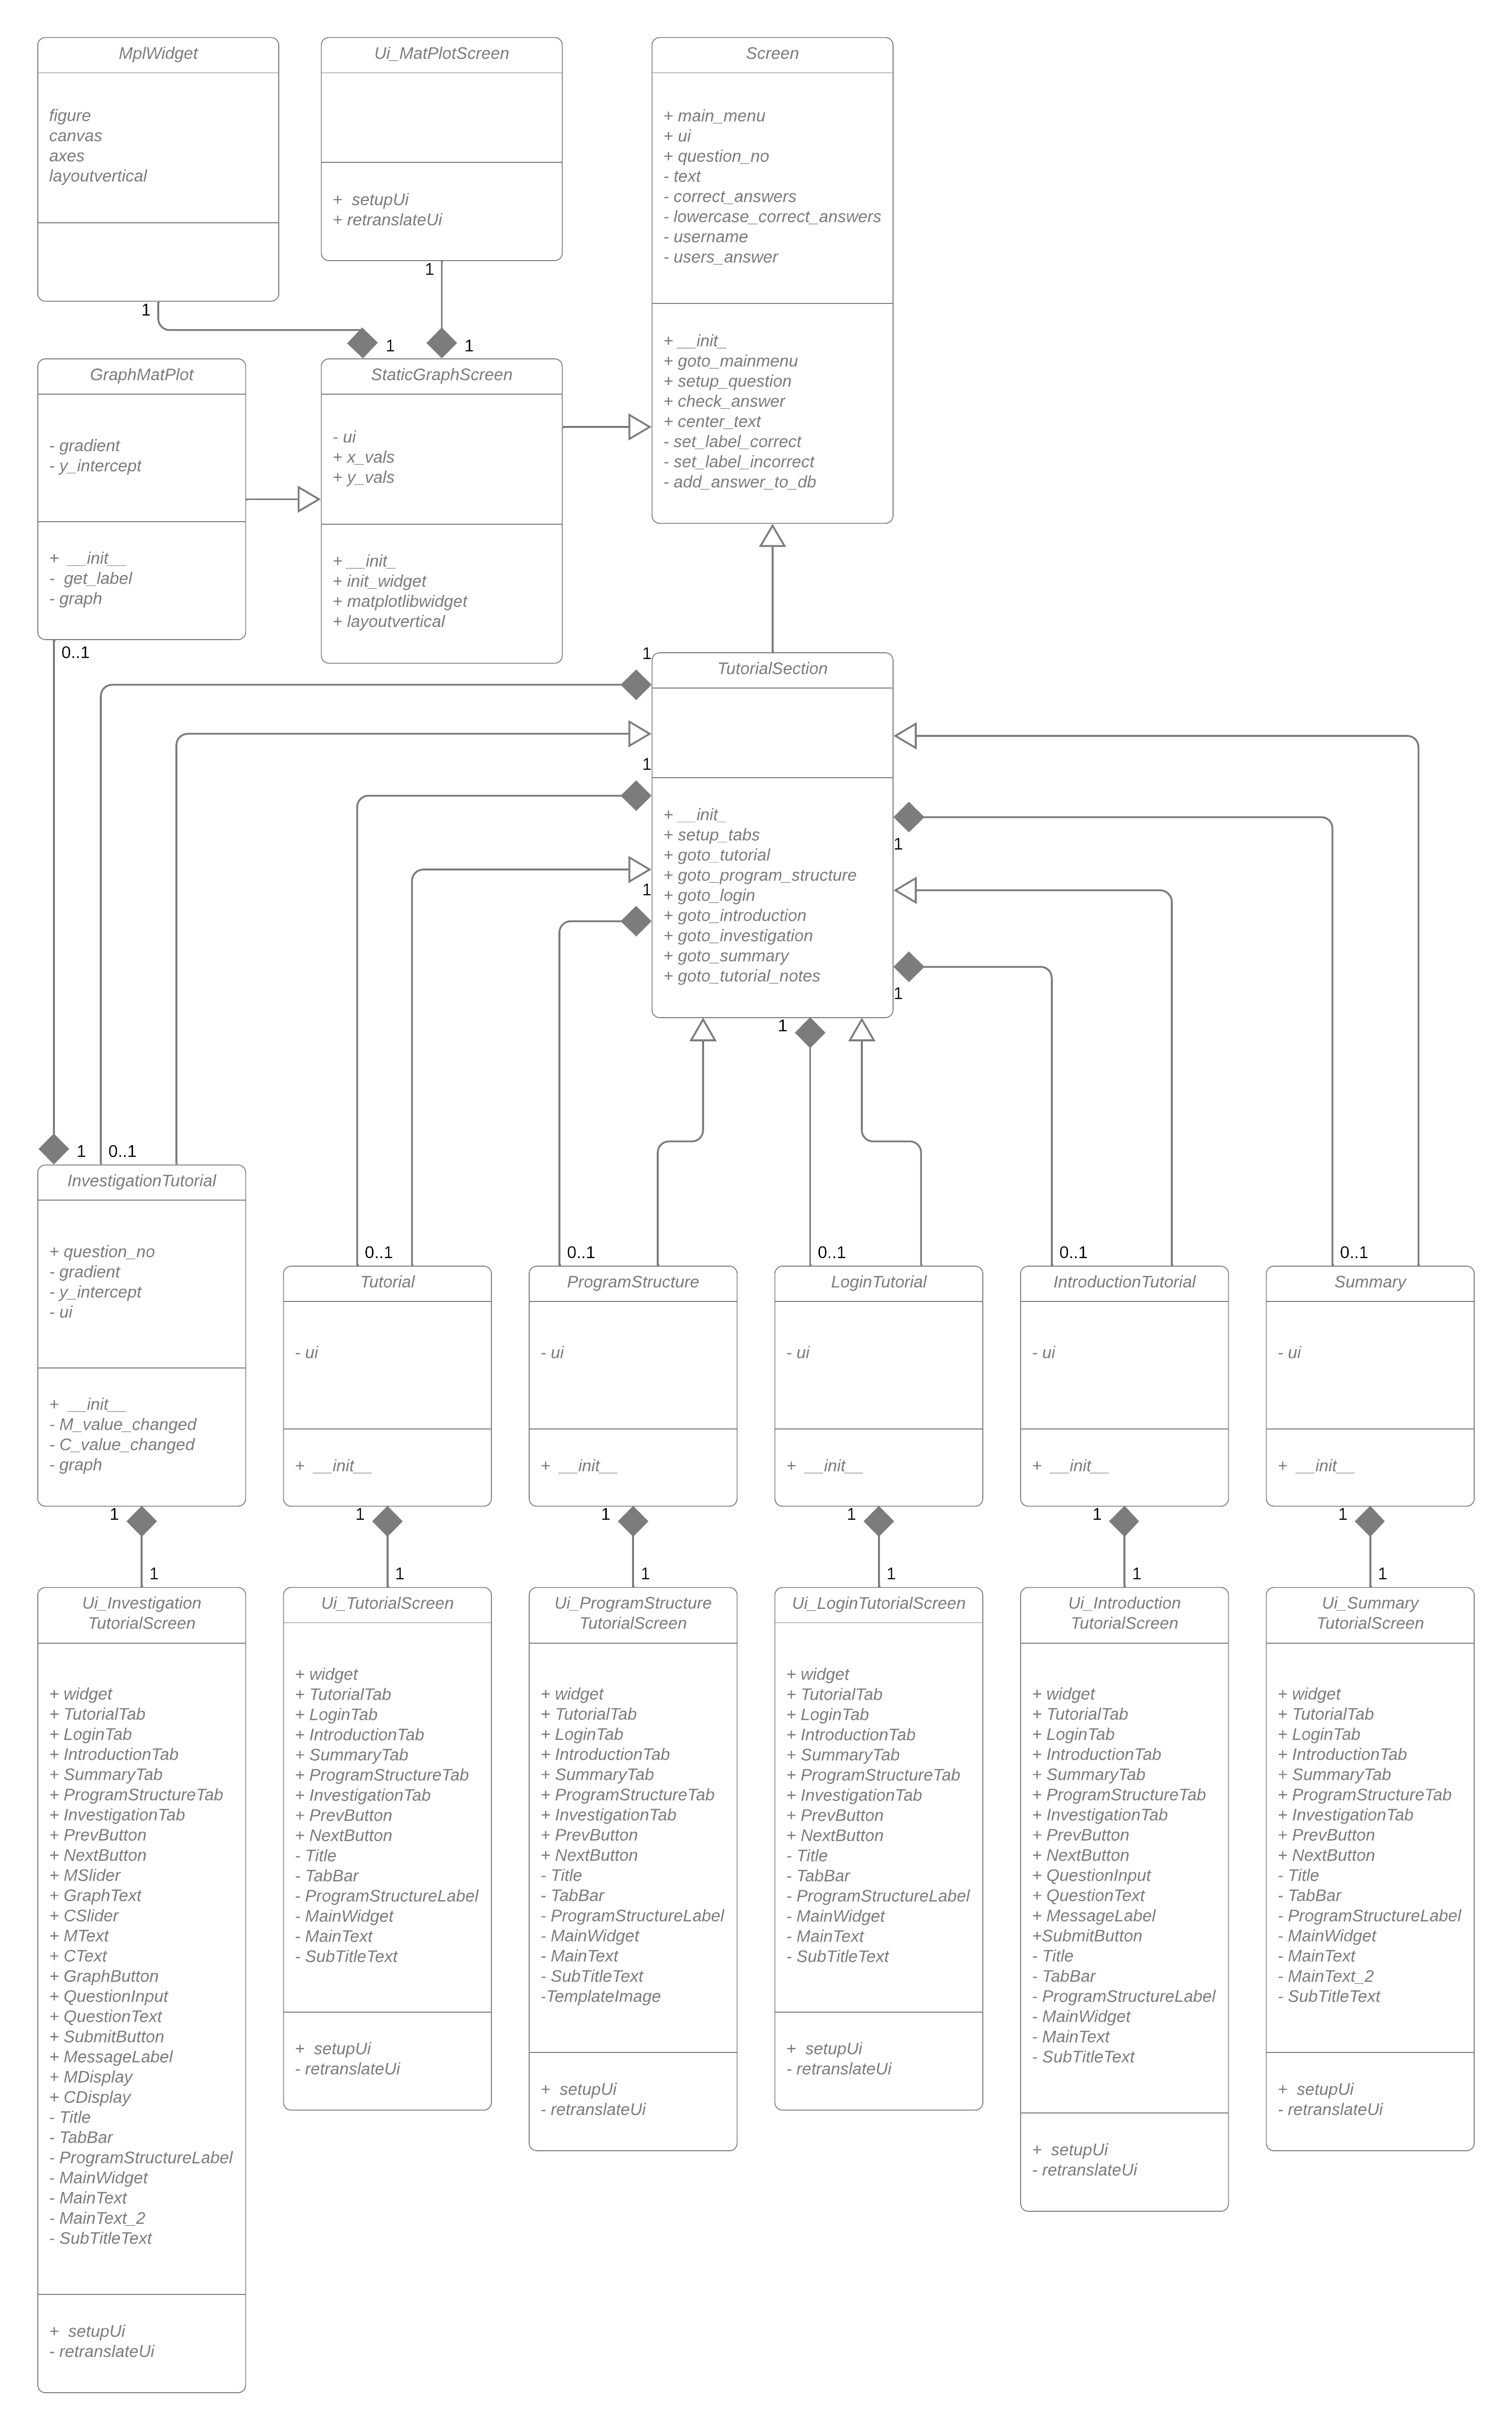 MplWidget
figure
canvas
axes
layoutvertical
1
Ui_MatPlotScreen
+  setupUi
+ retranslateUi
1
Screen
+ main_menu
+ ui
+ question_no
- text
- correct_answers
- lowercase_correct_answers
- username
- users_answer
+ __init_
+ goto_mainmenu
+ setup_question
+ check_answer
+ center_text
- set_label_correct
- set_label_incorrect
- add_answer_to_db
1
1
GraphMatPlot
- gradient
- y_intercept
+  __init__
-  get_label
- graph
0..1
StaticGraphScreen
- ui
+ x_vals
+ y_vals
+ __init_
+ init_widget
+ matplotlibwidget
+ layoutvertical
1
1
1
TutorialSection
+ __init_
+ setup_tabs
+ goto_tutorial
+ goto_program_structure
+ goto_login
+ goto_introduction
+ goto_investigation
+ goto_summary
+ goto_tutorial_notes
1
1
1
1
0..1
InvestigationTutorial
+ question_no
- gradient
- y_intercept
- ui
+  __init__
- M_value_changed
- C_value_changed
- graph
1
0..1
Tutorial
- ui
+  __init__
1
0..1
ProgramStructure
- ui
+  __init__
1
0..1
LoginTutorial
- ui
+  __init__
1
0..1
IntroductionTutorial
- ui
+  __init__
1
0..1
Summary
- ui
+  __init__
1
1
Ui_Investigation
TutorialScreen
+ widget
+ TutorialTab
+ LoginTab
+ IntroductionTab
+ SummaryTab
+ ProgramStructureTab
+ InvestigationTab
+ PrevButton
+ NextButton
+ MSlider
+ GraphText
+ CSlider
+ MText
+ CText
+ GraphButton
+ QuestionInput
+ QuestionText
+ SubmitButton
+ MessageLabel
+ MDisplay
+ CDisplay
- Title
- TabBar
- ProgramStructureLabel
- MainWidget
- MainText
- MainText_2
- SubTitleText
+  setupUi
- retranslateUi
1
Ui_TutorialScreen
+ widget
+ TutorialTab
+ LoginTab
+ IntroductionTab
+ SummaryTab
+ ProgramStructureTab
+ InvestigationTab
+ PrevButton
+ NextButton
- Title
- TabBar
- ProgramStructureLabel
- MainWidget
- MainText
- SubTitleText
+  setupUi
- retranslateUi
1
Ui_ProgramStructure
TutorialScreen
+ widget
+ TutorialTab
+ LoginTab
+ IntroductionTab
+ SummaryTab
+ ProgramStructureTab
+ InvestigationTab
+ PrevButton
+ NextButton
- Title
- TabBar
- ProgramStructureLabel
- MainWidget
- MainText
- SubTitleText
-TemplateImage
+  setupUi
- retranslateUi
1
Ui_LoginTutorialScreen
+ widget
+ TutorialTab
+ LoginTab
+ IntroductionTab
+ SummaryTab
+ ProgramStructureTab
+ InvestigationTab
+ PrevButton
+ NextButton
- Title
- TabBar
- ProgramStructureLabel
- MainWidget
- MainText
- SubTitleText
+  setupUi
- retranslateUi
1
Ui_Introduction
TutorialScreen
+ widget
+ TutorialTab
+ LoginTab
+ IntroductionTab
+ SummaryTab
+ ProgramStructureTab
+ InvestigationTab
+ PrevButton
+ NextButton
+ QuestionInput
+ QuestionText
+ MessageLabel
+SubmitButton
- Title
- TabBar
- ProgramStructureLabel
- MainWidget
- MainText
- SubTitleText
+  setupUi
- retranslateUi
1
Ui_Summary
TutorialScreen
+ widget
+ TutorialTab
+ LoginTab
+ IntroductionTab
+ SummaryTab
+ ProgramStructureTab
+ InvestigationTab
+ PrevButton
+ NextButton
- Title
- TabBar
- ProgramStructureLabel
- MainWidget
- MainText
- MainText_2
- SubTitleText
+  setupUi
- retranslateUi